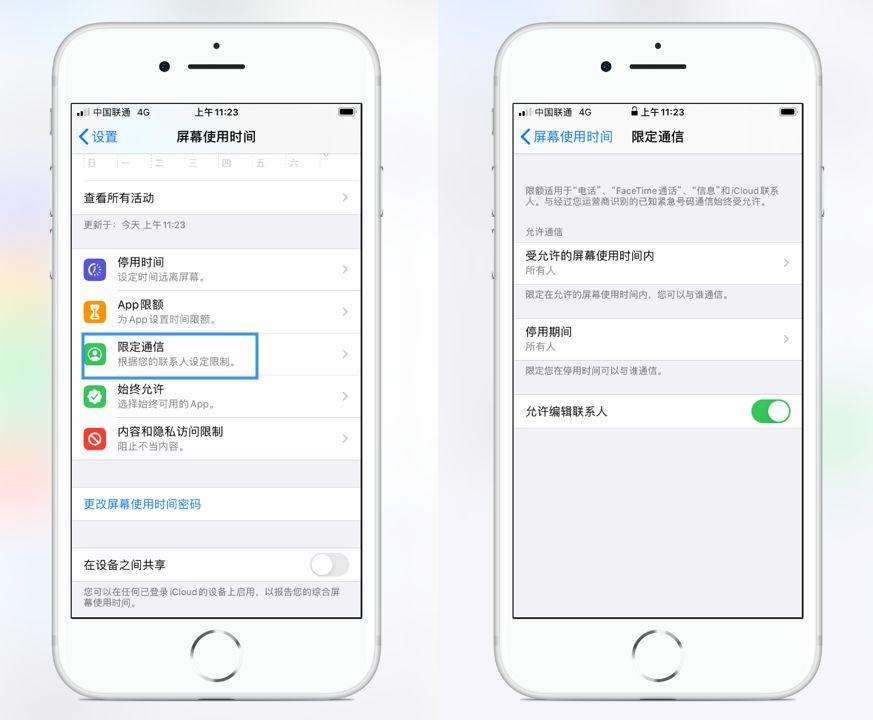 中国联通 4G 上午11:23
设置 屏幕使用时间
日 一 二 三 四 五 六
查看所有活动
更新于：今天 上午11:23
停用时间
设定时间远离屏幕。
App限额
为App设置时间限额。
限定通信
根据您的联系人设定限制。
始终允许
选择始终可用的App。
内容和隐私访问限制
阻止不当内容。
更改屏幕使用时间密码
在设备之间共享
您可以在任何已登录 iCloud 的设备上启用，以报告您的综合屏
幕使用时间。
中国联通 4G 上午11:23
屏幕使用时间 限定通信
限额适用于“电话”、“FaceTime通话”、“信息”和 iCloud 联系
人。与经过您运营商识别的已知紧急号码通信始终受允许。
允许通信
受允许的屏幕使用时间内
所有人
限定在允许的屏幕使用时间内，您可以与谁通信。
停用期间
所有人
限定您在停用时间可以与谁通信。
允许编辑联系人